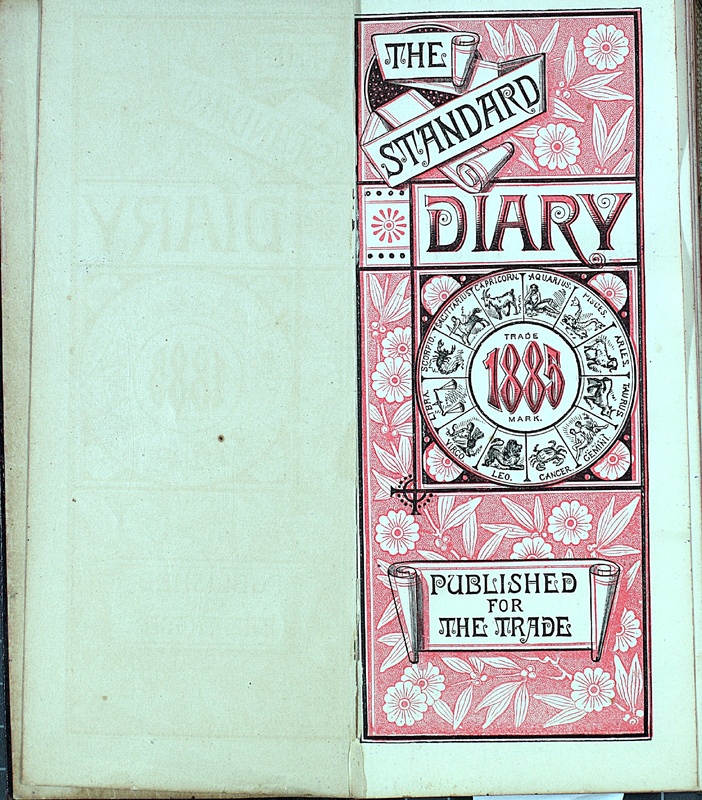 THE
STANDARD
DIARY
SAGITTARIUS
CAPRICORN.
AQUARIUS.
PISCES.
ARIES.
TAURUS.
GEMINI
CANCER
LEO.
VIRGO.
LIBRA.
SCORPIO.
TRADE
1885
MARK.
PUBLISHED
FOR
THE TRADE